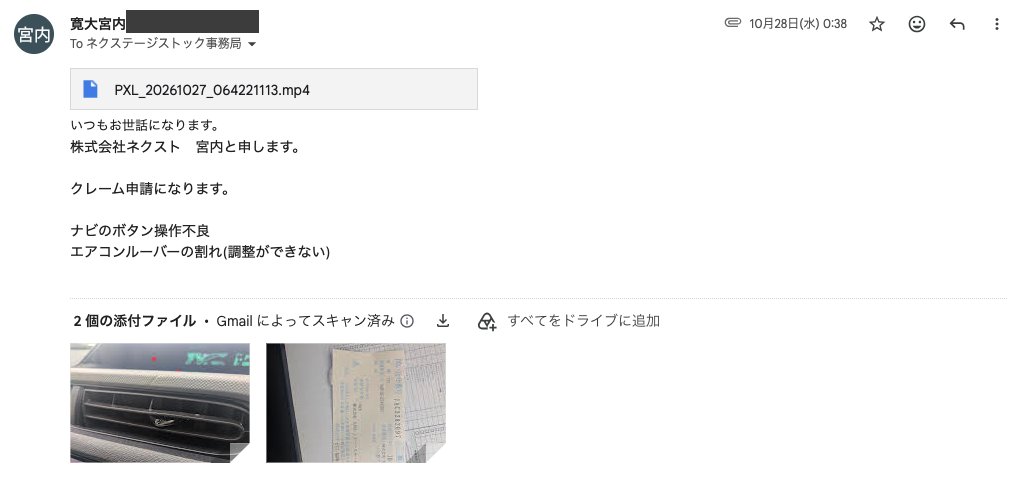 宮内
寛大宮内
10月28日(水) 0:38
To ネクステージストック事務局
PXL_20261027_064221113.mp4
いつもお世話になります。
株式会社ネクスト　宮内と申します。
クレーム申請になります。
ナビのボタン操作不良
エアコンルーバーの割れ(調整ができない)
2 個の添付ファイル • Gmail によってスキャン済み
すべてをドライブに追加